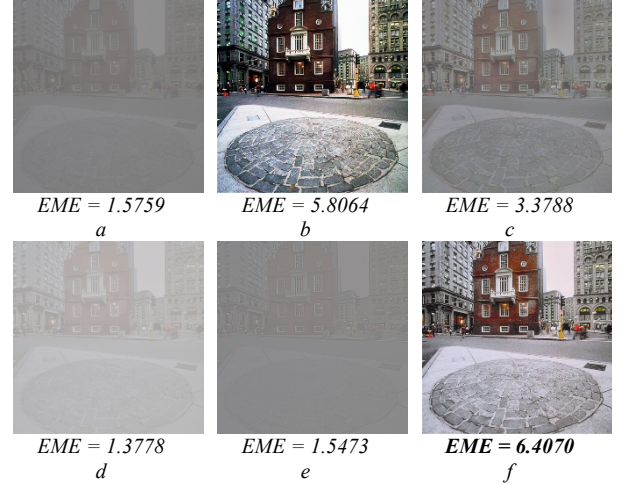 EME = 1.5759
EME = 5.8064
EME = 3.3788
a
b
c
EME = 1.3778
EME = 1.5473
EME = 6.4070
d
e
f